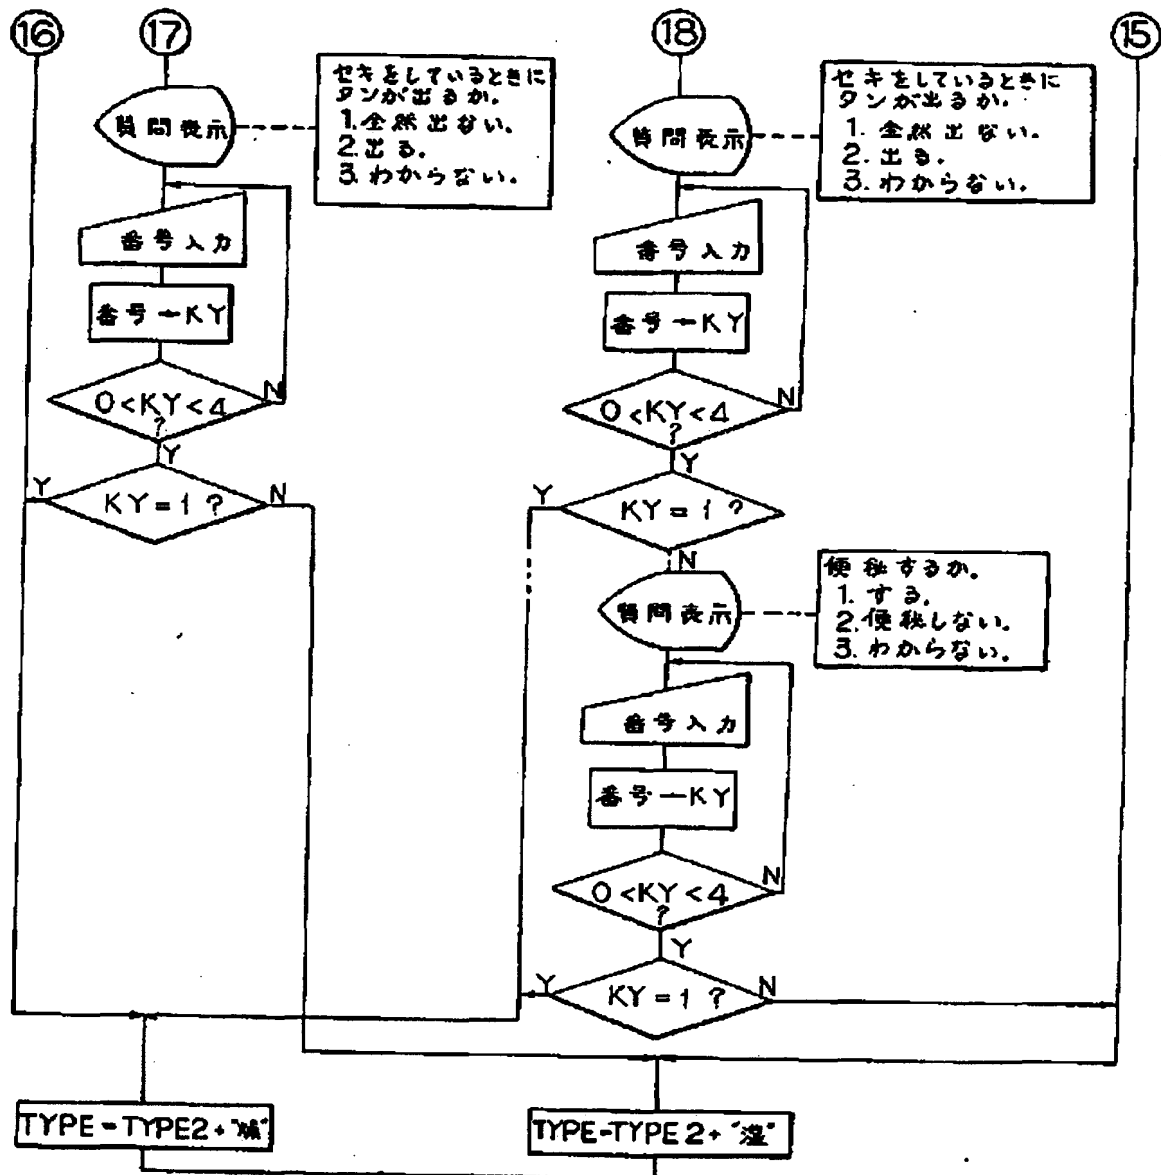 16
17
18
15
セキをしているときに
タンが出るか.
1. 全然出ない.
2. 出る.
3. わからない.
質問表示
番号入力
番号←KY
0<KY<4
?
N
Y
KY=1?
Y
N
セキをしているときに
タンが出るか.
1. 全然出ない.
2. 出る.
3. わからない.
質問表示
番号入力
番号←KY
0<KY<4
?
N
Y
KY=1?
Y
N
便秘するか.
1. する.
2. 便秘しない.
3. わからない.
質問表示
番号入力
番号←KY
0<KY<4
?
N
Y
KY=1?
Y
N
TYPE-TYPE2+"燥"
TYPE-TYPE2+"湿"